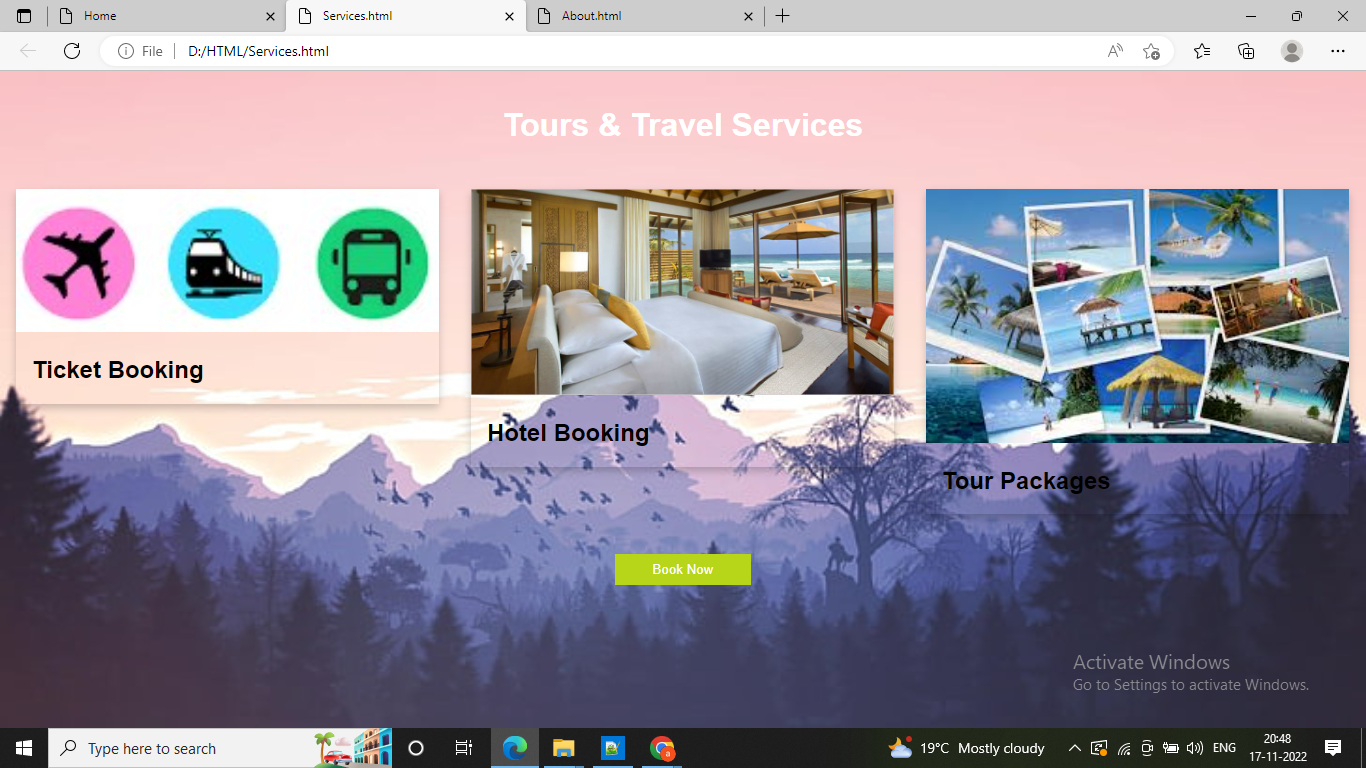 Home
Services.html
About.html
File
D:/HTML/Services.html
Tours & Travel Services
Ticket Booking
Hotel Booking
Tour Packages
Book Now
Activate Windows
Go to Settings to activate Windows.
Type here to search
19°C Mostly cloudy
ENG
20:48
17-11-2022